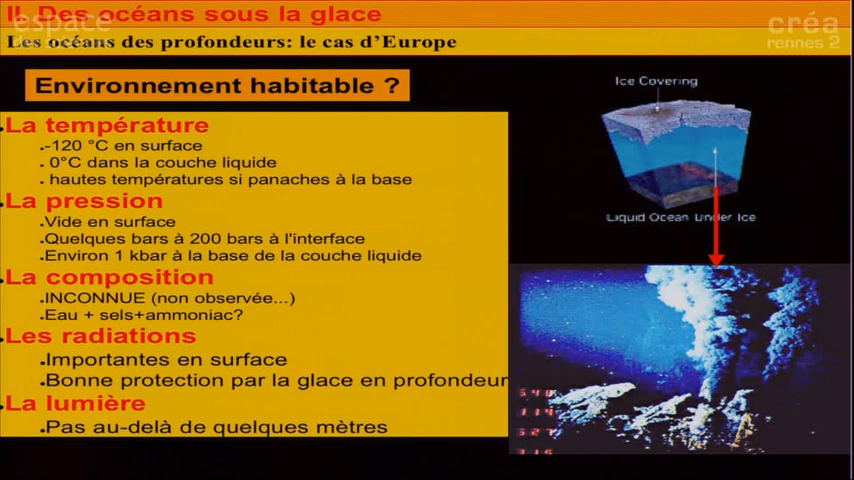 II. Des océans sous la glace
espace
des sciences
créa
rennes 2
Les océans des profondeurs: le cas d'Europe
Environnement habitable ?
La température
-120 °C en surface
0°C dans la couche liquide
hautes températures si panaches à la base
La pression
Vide en surface
Quelques bars à 200 bars à l'interface
Environ 1 kbar à la base de la couche liquide
La composition
INCONNUE (non observée...)
Eau + sels+ammoniac?
Les radiations
Importantes en surface
Bonne protection par la glace en profondeur
La lumière
Pas au-delà de quelques mètres
Ice Covering
Liquid Ocean Under Ice